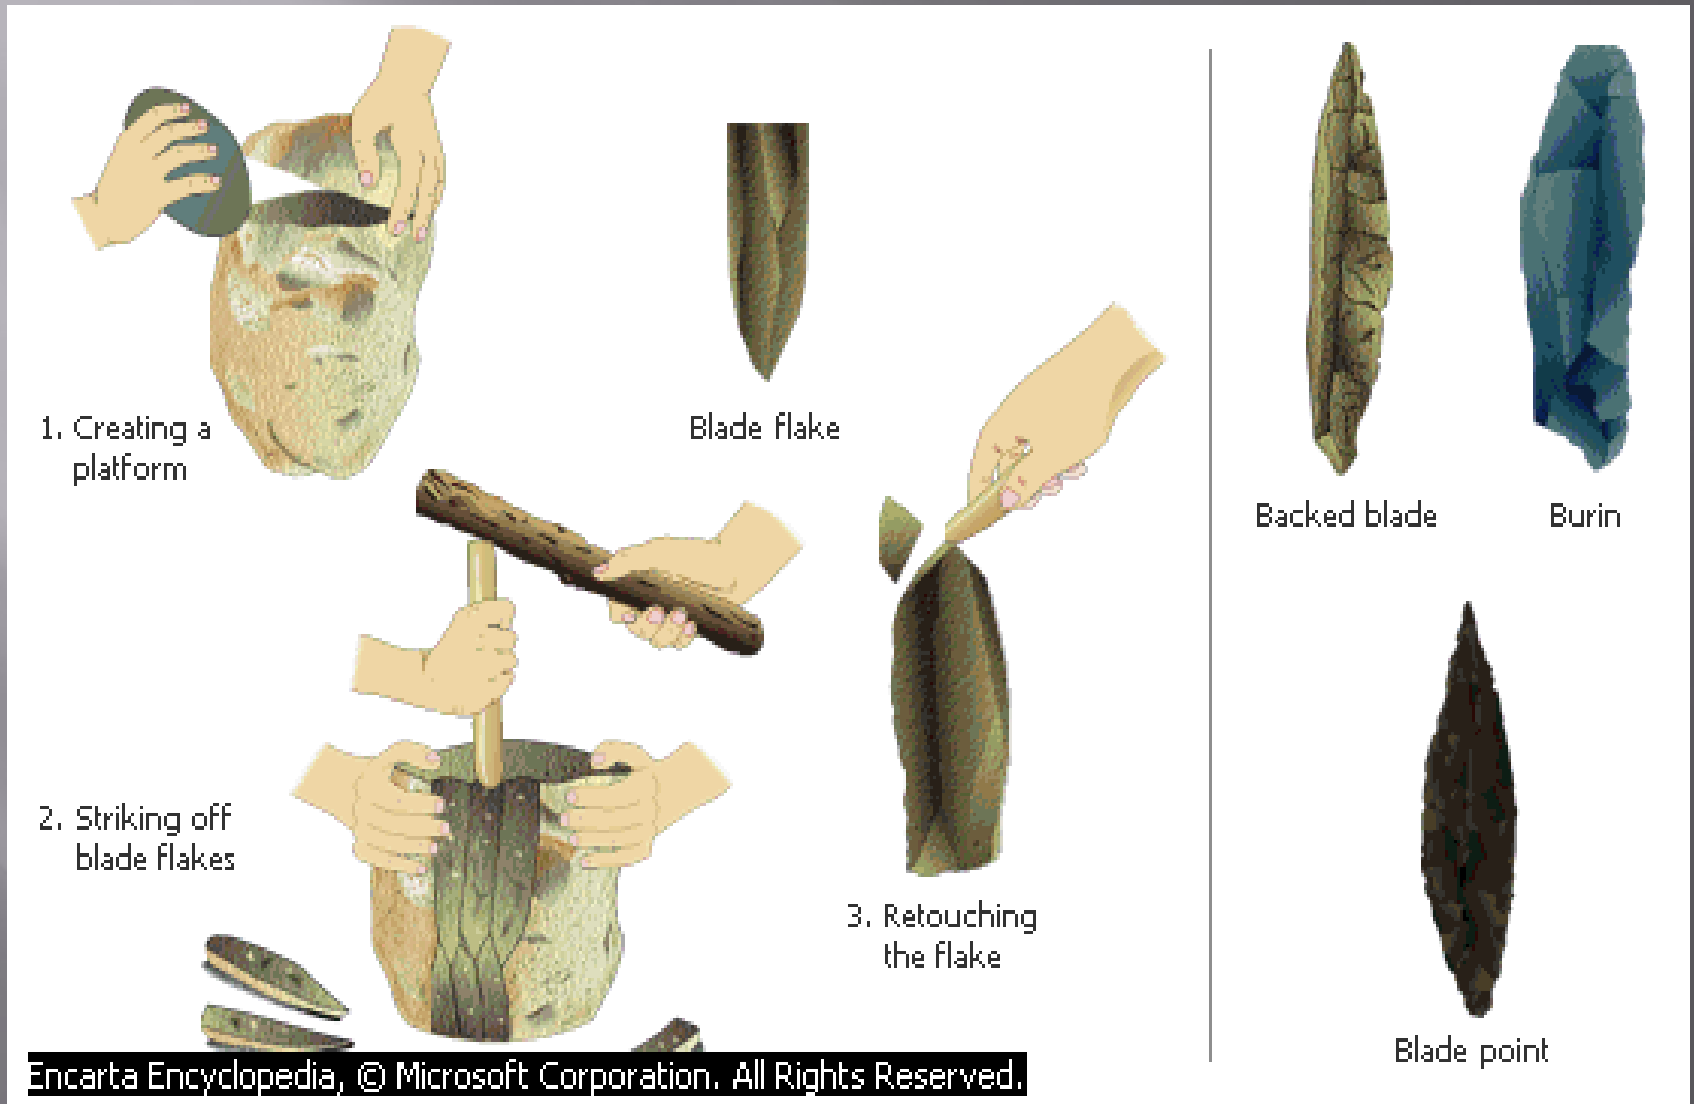 1. Creating a
platform
Blade flake
2. Striking off
blade flakes
3. Retouching
the flake
Backed blade
Burin
Blade point
Encarta Encyclopedia, © Microsoft Corporation. All Rights Reserved.